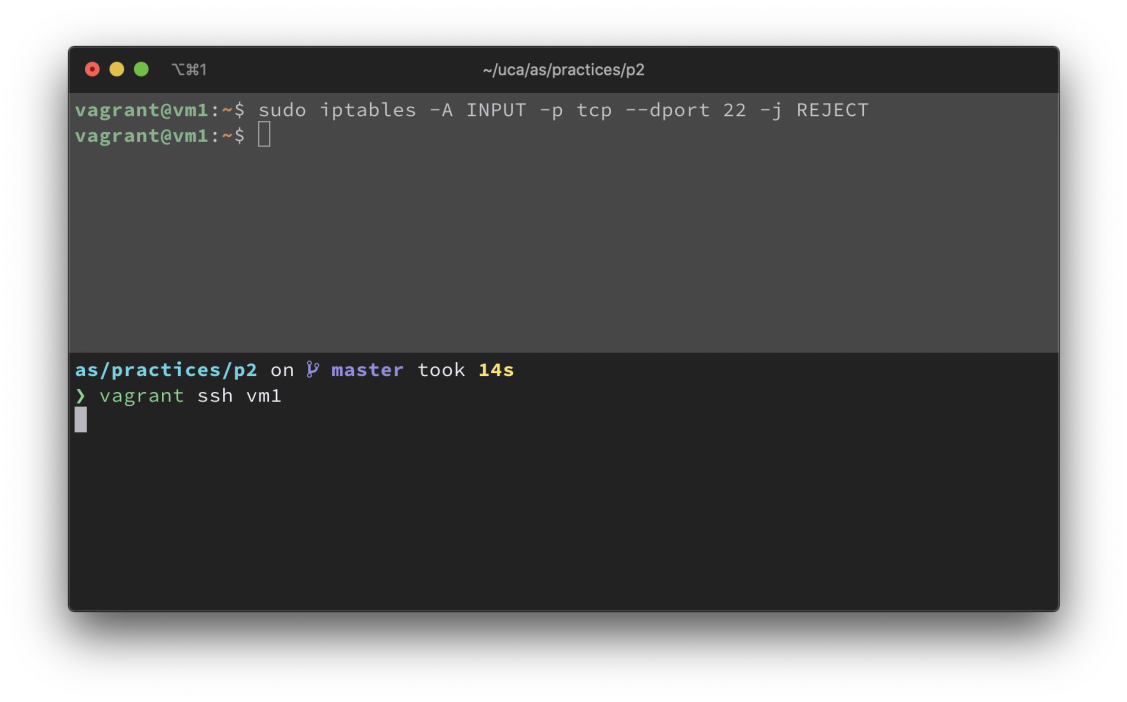 ⌥⌘1
~/uca/as/practices/p2
vagrant@vm1:~$ sudo iptables -A INPUT -p tcp --dport 22 -j REJECT
vagrant@vm1:~$
as/practices/p2 on master took 14s
❯ vagrant ssh vm1